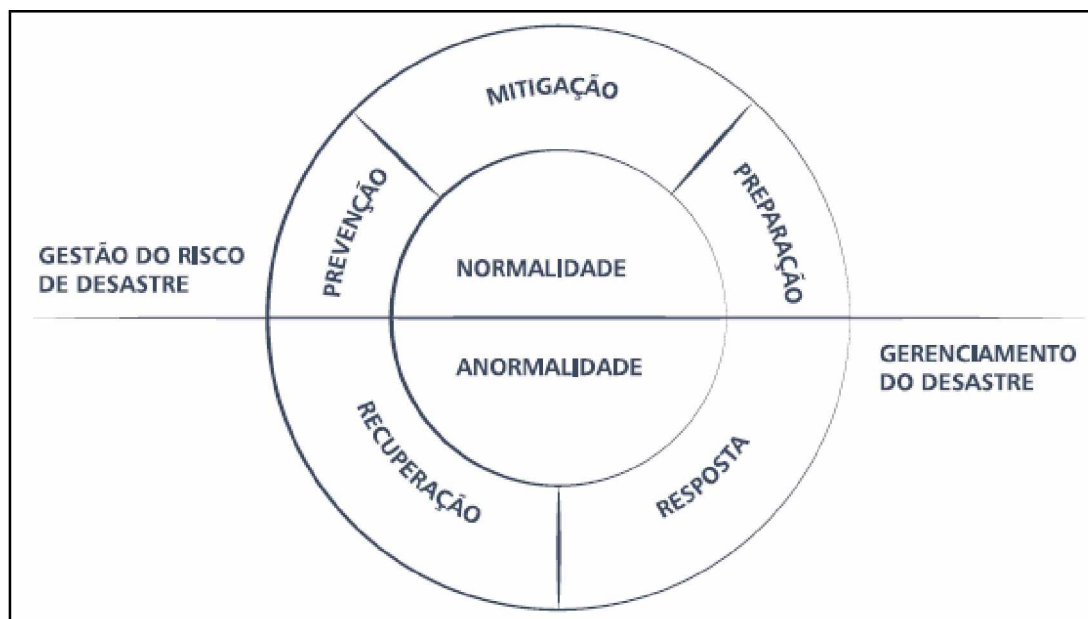 MITIGAÇÃO
PREVENÇÃO
PREPARAÇÃO
GESTÃO DO RISCO
DE DESASTRE
NORMALIDADE
ANORMALIDADE
GERENCIAMENTO
DO DESASTRE
RECUPERAÇÃO
RESPOSTA